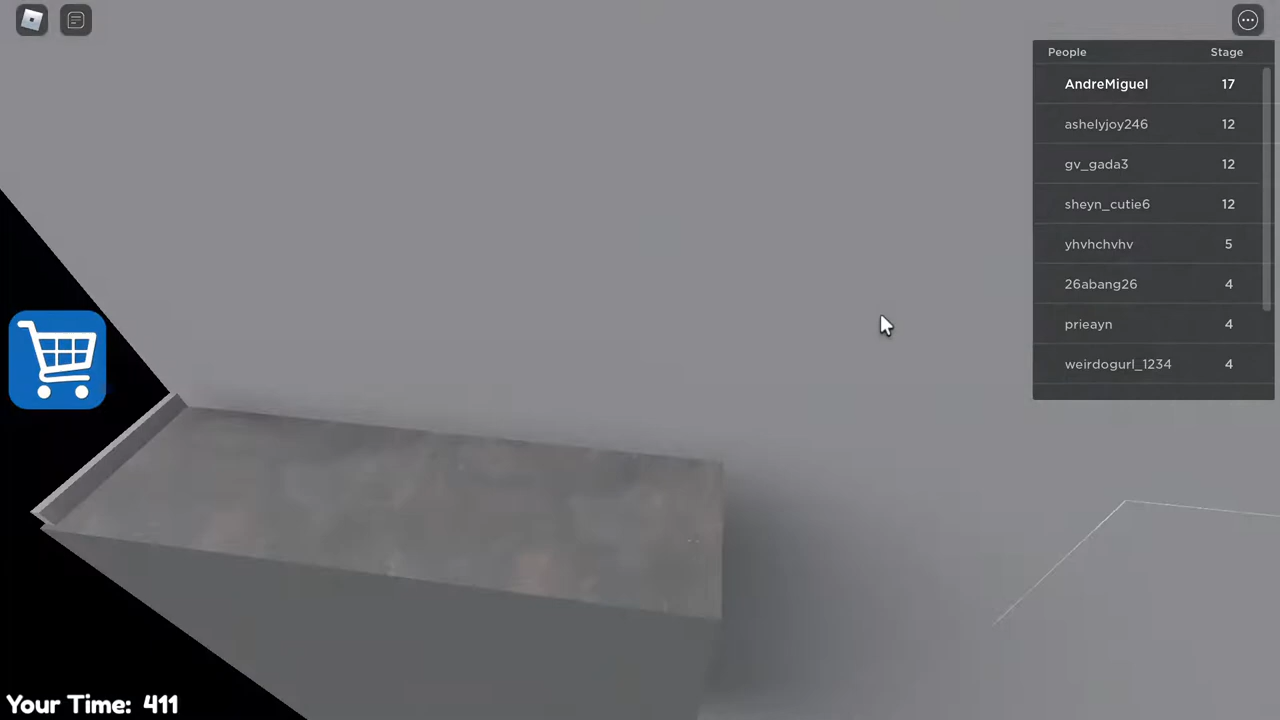 People Stage
AndreMiguel 17
ashelyjoy246 12
gv_gada3 12
sheyn_cutie6 12
yhvhchvhv 5
26abang26 4
prieayn 4
weirdogurl_1234 4
Your Time: 411